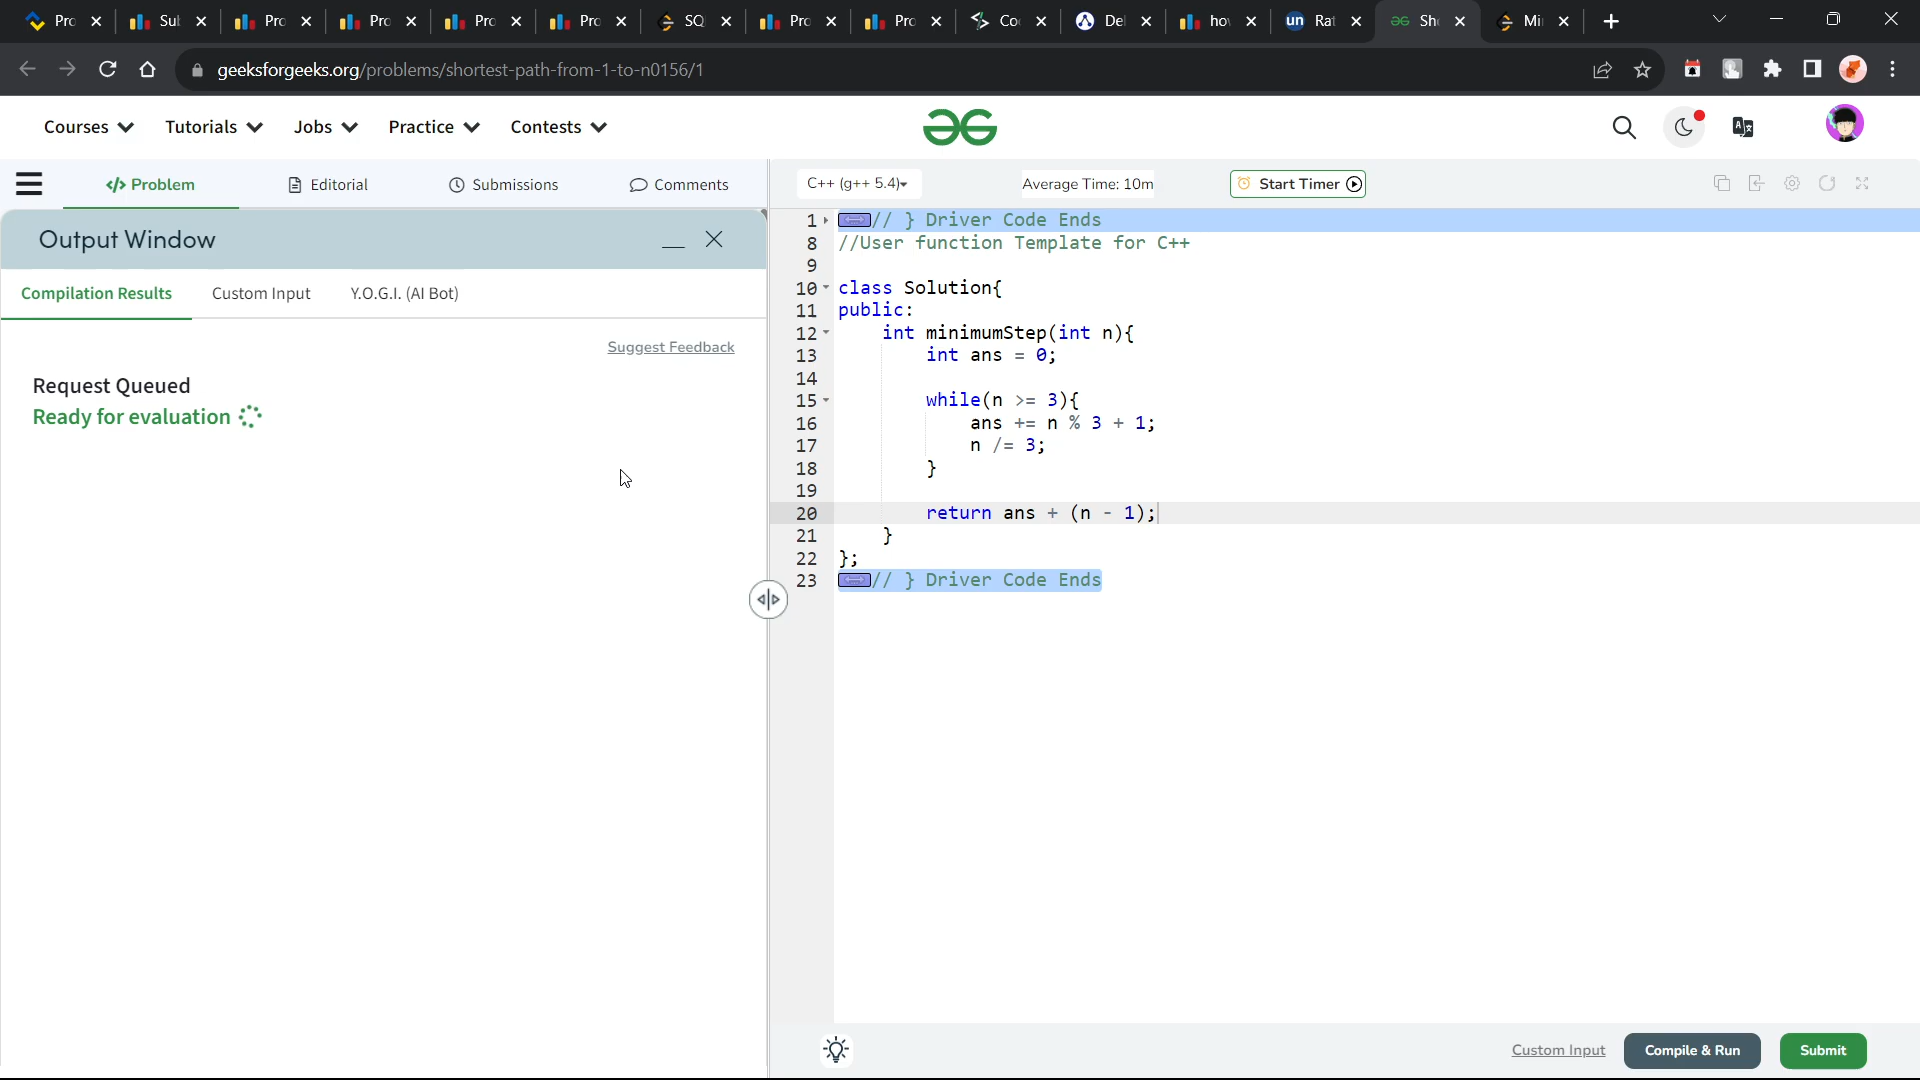 Pro Sul Pro Pro Pro Pro SQ Pro Pro Co De ho un Rat Sh Mi
geeksforgeeks.org/problems/shortest-path-from-1-to-n0156/1
Courses Tutorials Jobs Practice Contests
Problem Editorial Submissions Comments
C++ (g++ 5.4) Average Time: 10m Start Timer
Output Window
Compilation Results Custom Input Y.O.G.I. (AI Bot)
Suggest Feedback
Request Queued
Ready for evaluation
1 // } Driver Code Ends
8 //User function Template for C++
9
10 class Solution{
11 public:
12 int minimumStep(int n){
13 int ans = 0;
14
15 while(n >= 3){
16 ans += n % 3 + 1;
17 n /= 3;
18 }
19
20 return ans + (n - 1);
21 }
22 };
23 // } Driver Code Ends
Custom Input Compile & Run Submit